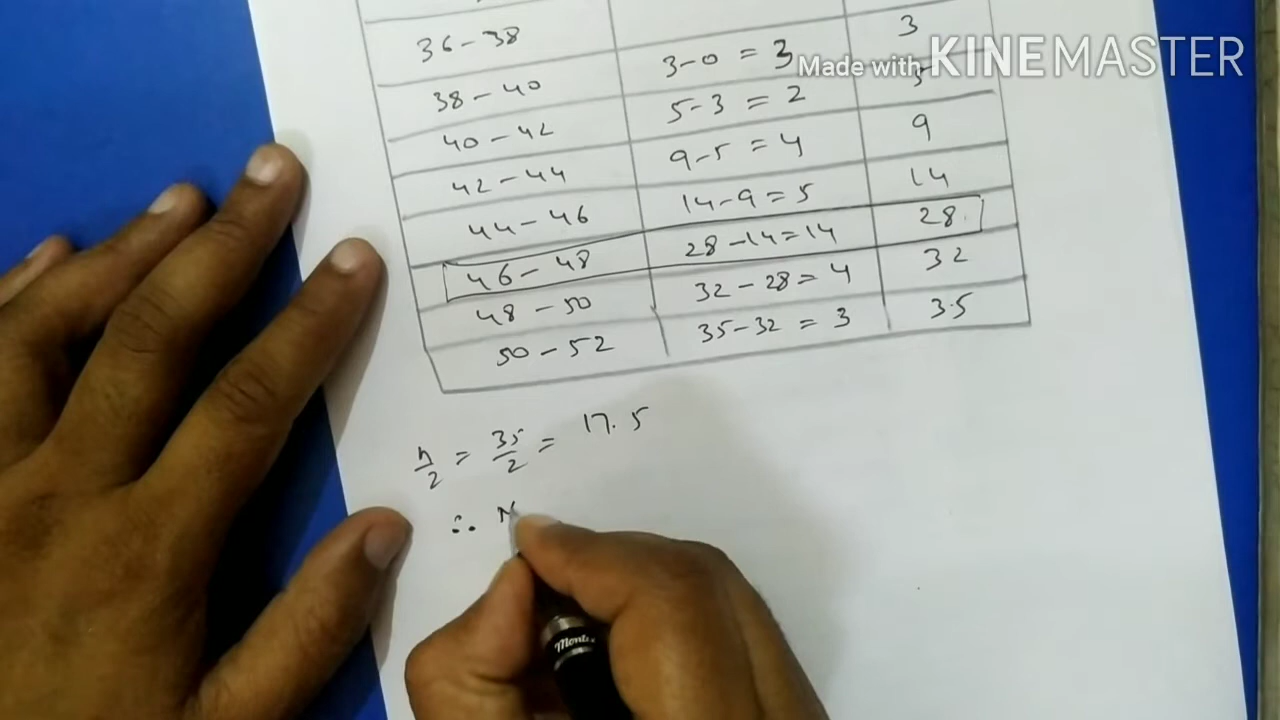 36-38 3
38-40 3-0 = 3 5
40-42 5-3 = 2 9
42-44 9-5 = 4 14
44-46 14-9=5 28
46-48 28-14=14 32
48-50 32-28=4 35
50-52 35-32 = 3
n/2 = 35/2 = 17.5
∴ M
Made with KINEMASTER
Monte